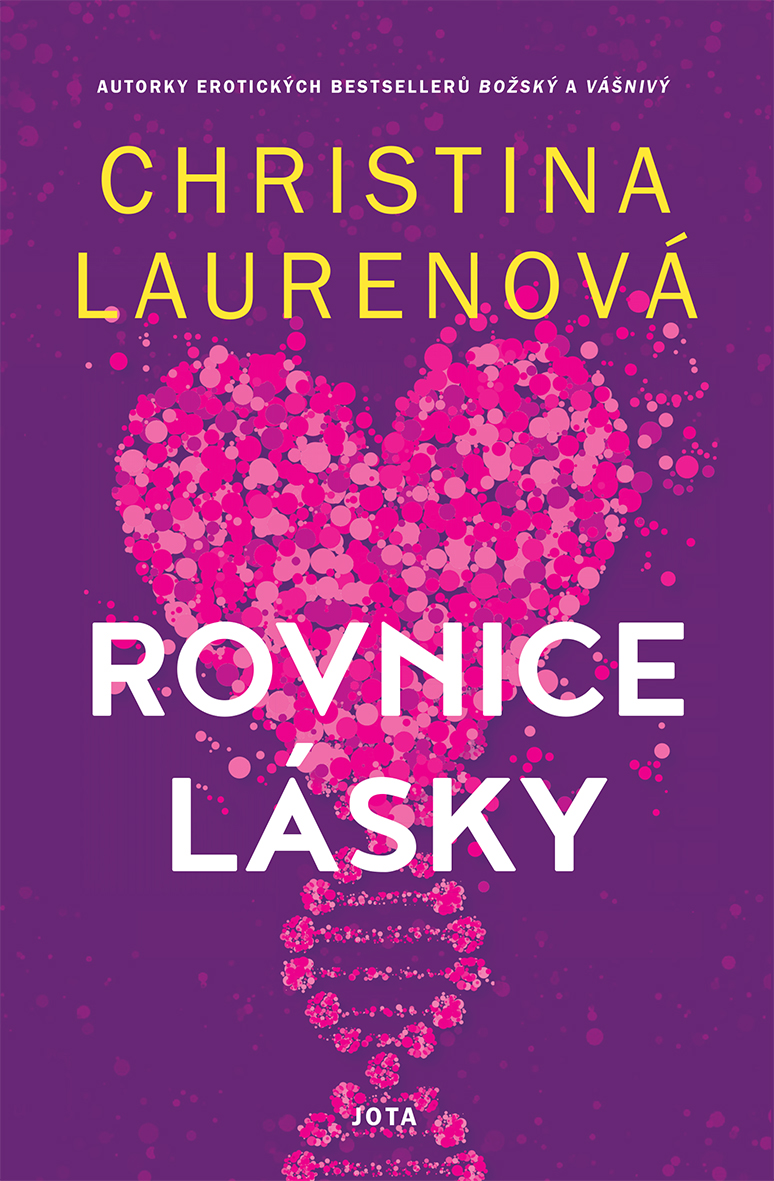 AUTORKY EROTICKÝCH BESTSELLERŮ BOŽSKÝ A VÁŠNIVÝ
CHRISTINA
LAURENOVÁ
ROVNICE
LÁSKY
JOTA